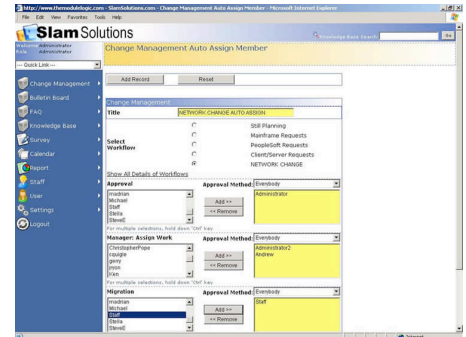 http://www.themodulelogic.com - SlamSolutions.com - Change Management Auto Assign Member - Microsoft Internet Explorer
File Edit View Favorites Tools Help
Slam Solutions
Knowledge Base Search: Go
Welcome Administrator
Role Administrator
Change Management Auto Assign Member
--- Quick Link ---
Add Record Reset
Change Management
Bulletin Board
FAQ
Knowledge Base
Survey
Calendar
Report
Staff
User
Settings
Logout
Change Management
Title NETWORK CHANGE AUTO ASSIGN
Select Workflow
Still Planning
Mainframe Requests
PeopleSoft Requests
Client/Server Requests
NETWORK CHANGE
Show All Details of Workflows
Approval Approval Method: Everybody
madrian
Michael
Staff
Stella
SteveE
Add >>
<< Remove
Administrator
For multiple selections, hold down "Ctrl" key
Manager: Assign Work Approval Method: Everybody
ChristopherPope
squigle
gerry
Add >>
<< Remove
Administrator2
Andrew
For multiple selections, hold down "Ctrl" key
Migration Approval Method: Everybody
madrian
Michael
Staff
Stella
SteveE
Add >>
<< Remove
Staff
Internet